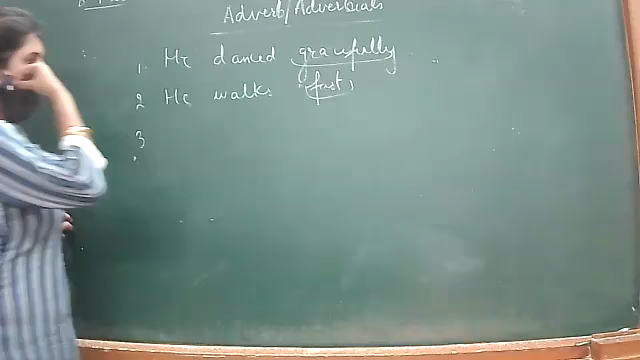 Adverb/Adverbials
1. He danced gracefully
2 He walks (fast)
3